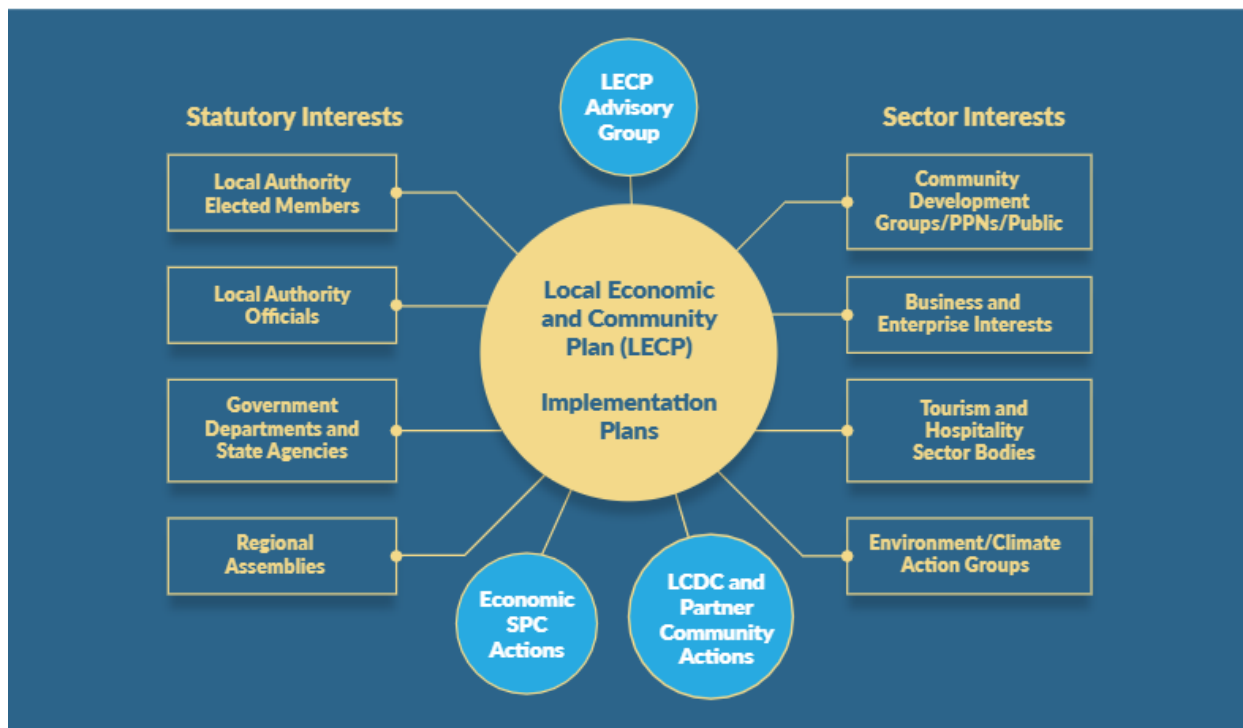 LECP
Advisory
Group
Statutory Interests
Local Authority
Elected Members
Local Authority
Officials
Government
Departments and
State Agencies
Regional
Assemblies
Local Economic
and Community
Plan (LECP)
Implementation
Plans
Economic
SPC
Actions
LCDC and
Partner
Community
Actions
Sector Interests
Community
Development
Groups/PPNs/Public
Business and
Enterprise Interests
Tourism and
Hospitality
Sector Bodies
Environment/Climate
Action Groups